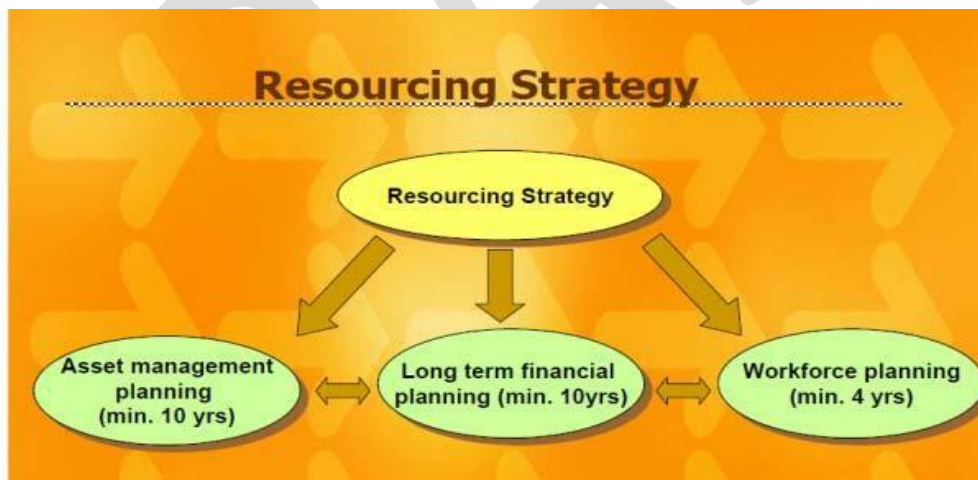 Resourcing Strategy
Resourcing Strategy
Asset management
planning
(min. 10 yrs)
Long term financial
planning (min. 10yrs)
Workforce planning
(min. 4 yrs)